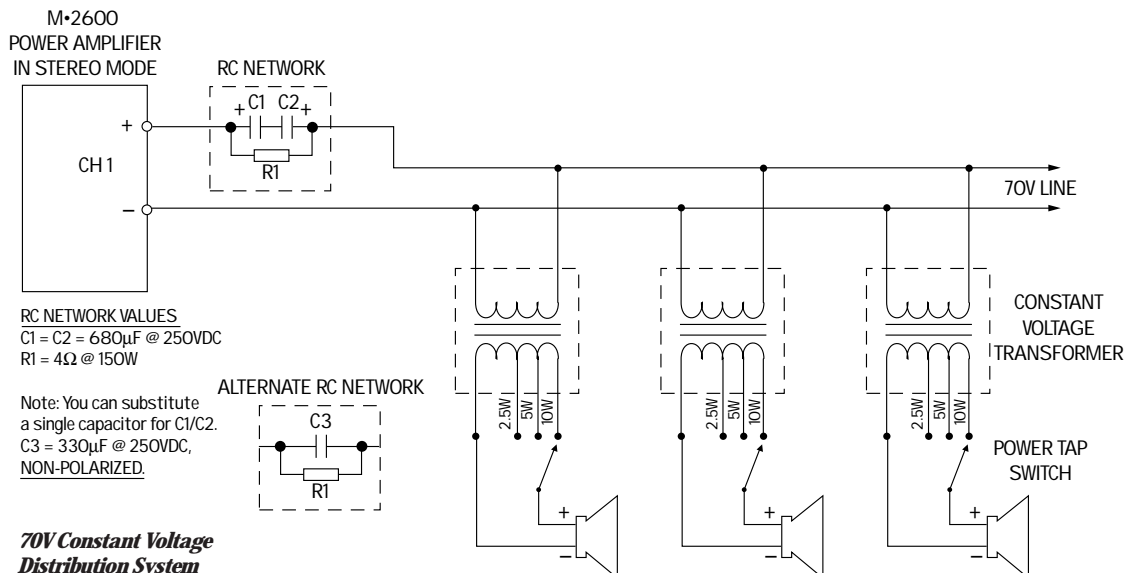 M•2600
POWER AMPLIFIER
IN STEREO MODE
RC NETWORK
+ C1 C2 +
R1
+
CH 1
–
70V LINE
RC NETWORK VALUES
C1 = C2 = 680µF @ 250VDC
R1 = 4Ω @ 150W
Note: You can substitute
a single capacitor for C1/C2.
C3 = 330µF @ 250VDC,
NON-POLARIZED.
ALTERNATE RC NETWORK
C3
R1
CONSTANT
VOLTAGE
TRANSFORMER
2.5W
5W
10W
2.5W
5W
10W
2.5W
5W
10W
POWER TAP
SWITCH
+
–
+
–
+
–
70V Constant Voltage
Distribution System